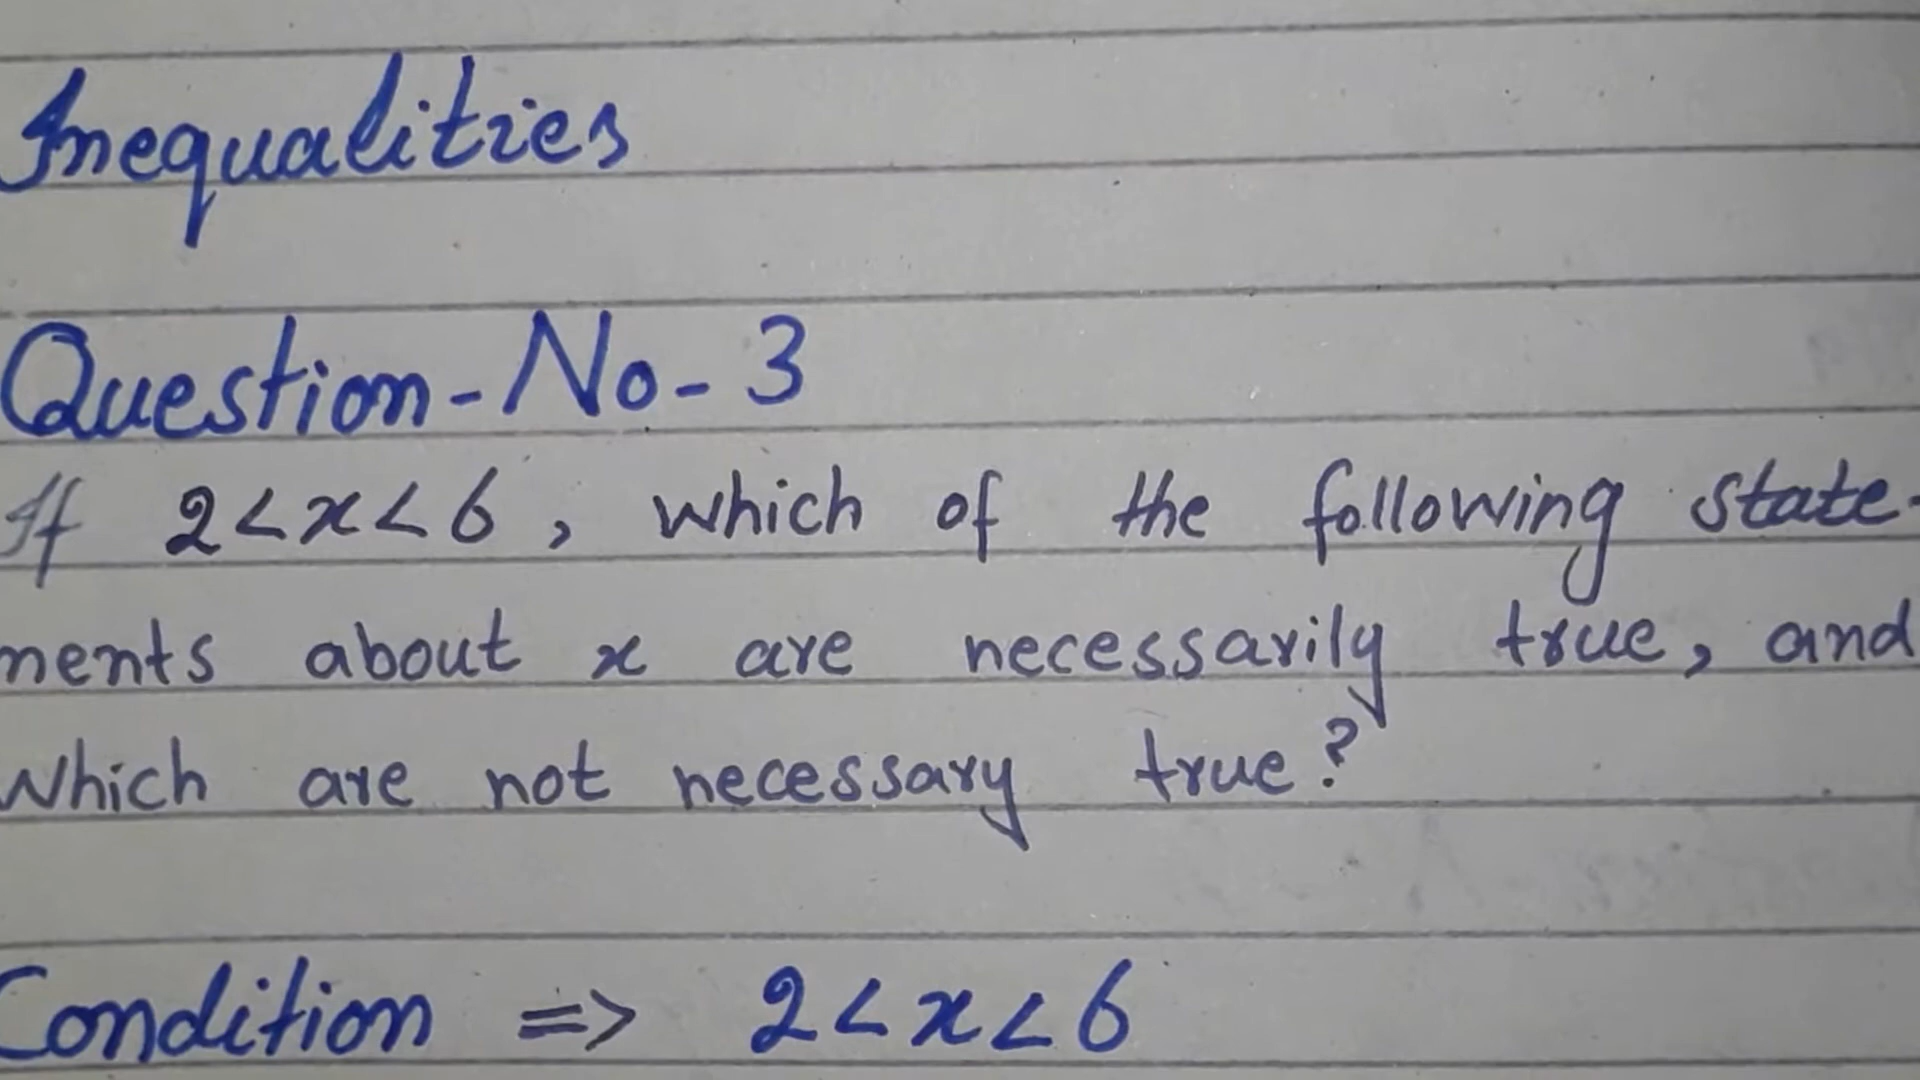 Inequalities
Question-No-3
If 2<x<6, which of the following state-
ments about x are necessarily true, and
Which are not necessary true?
Condition => 2<x<6